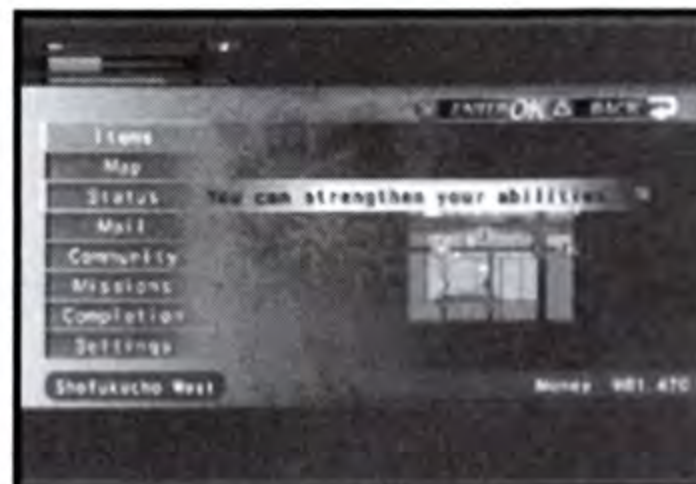 ENTER OK BACK
Items
Map
Status
You can strengthen your abilities
Mail
Community
Missions
Completion
Settings
Shofukucho West
Money